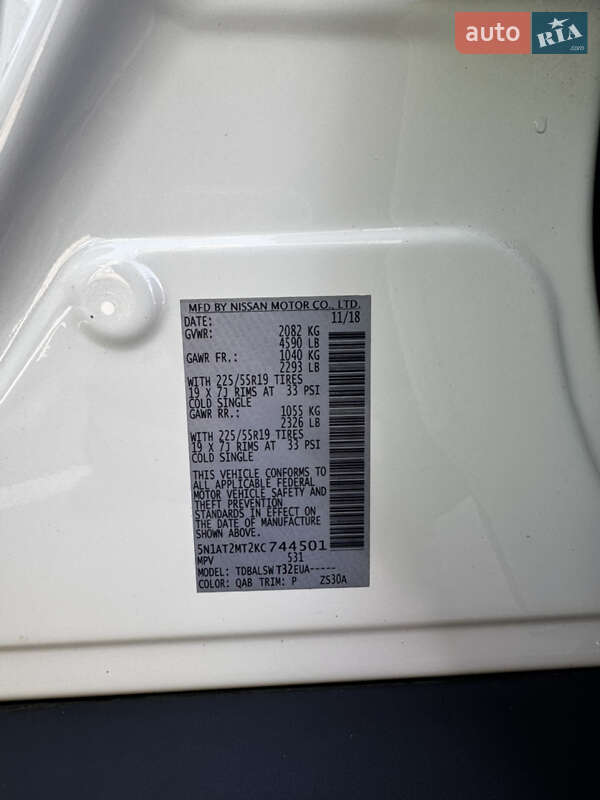 auto RIA .com
MFD BY NISSAN MOTOR CO., LTD.
DATE: 11/18
GVWR: 2082 KG
4590 LB
GAWR FR.: 1040 KG
2293 LB
WITH 225/55R19 TIRES
19 X 7J RIMS AT 33 PSI
COLD SINGLE
GAWR RR.: 1055 KG
2326 LB
WITH 225/55R19 TIRES
19 X 7J RIMS AT 33 PSI
COLD SINGLE
THIS VEHICLE CONFORMS TO
ALL APPLICABLE FEDERAL
MOTOR VEHICLE SAFETY AND
THEFT PREVENTION
STANDARDS IN EFFECT ON
THE DATE OF MANUFACTURE
SHOWN ABOVE.
5N1AT2MT2KC744501
MPV 531
MODEL: TDBALSWT32EUA-----
COLOR: QAB TRIM: P ZS30A